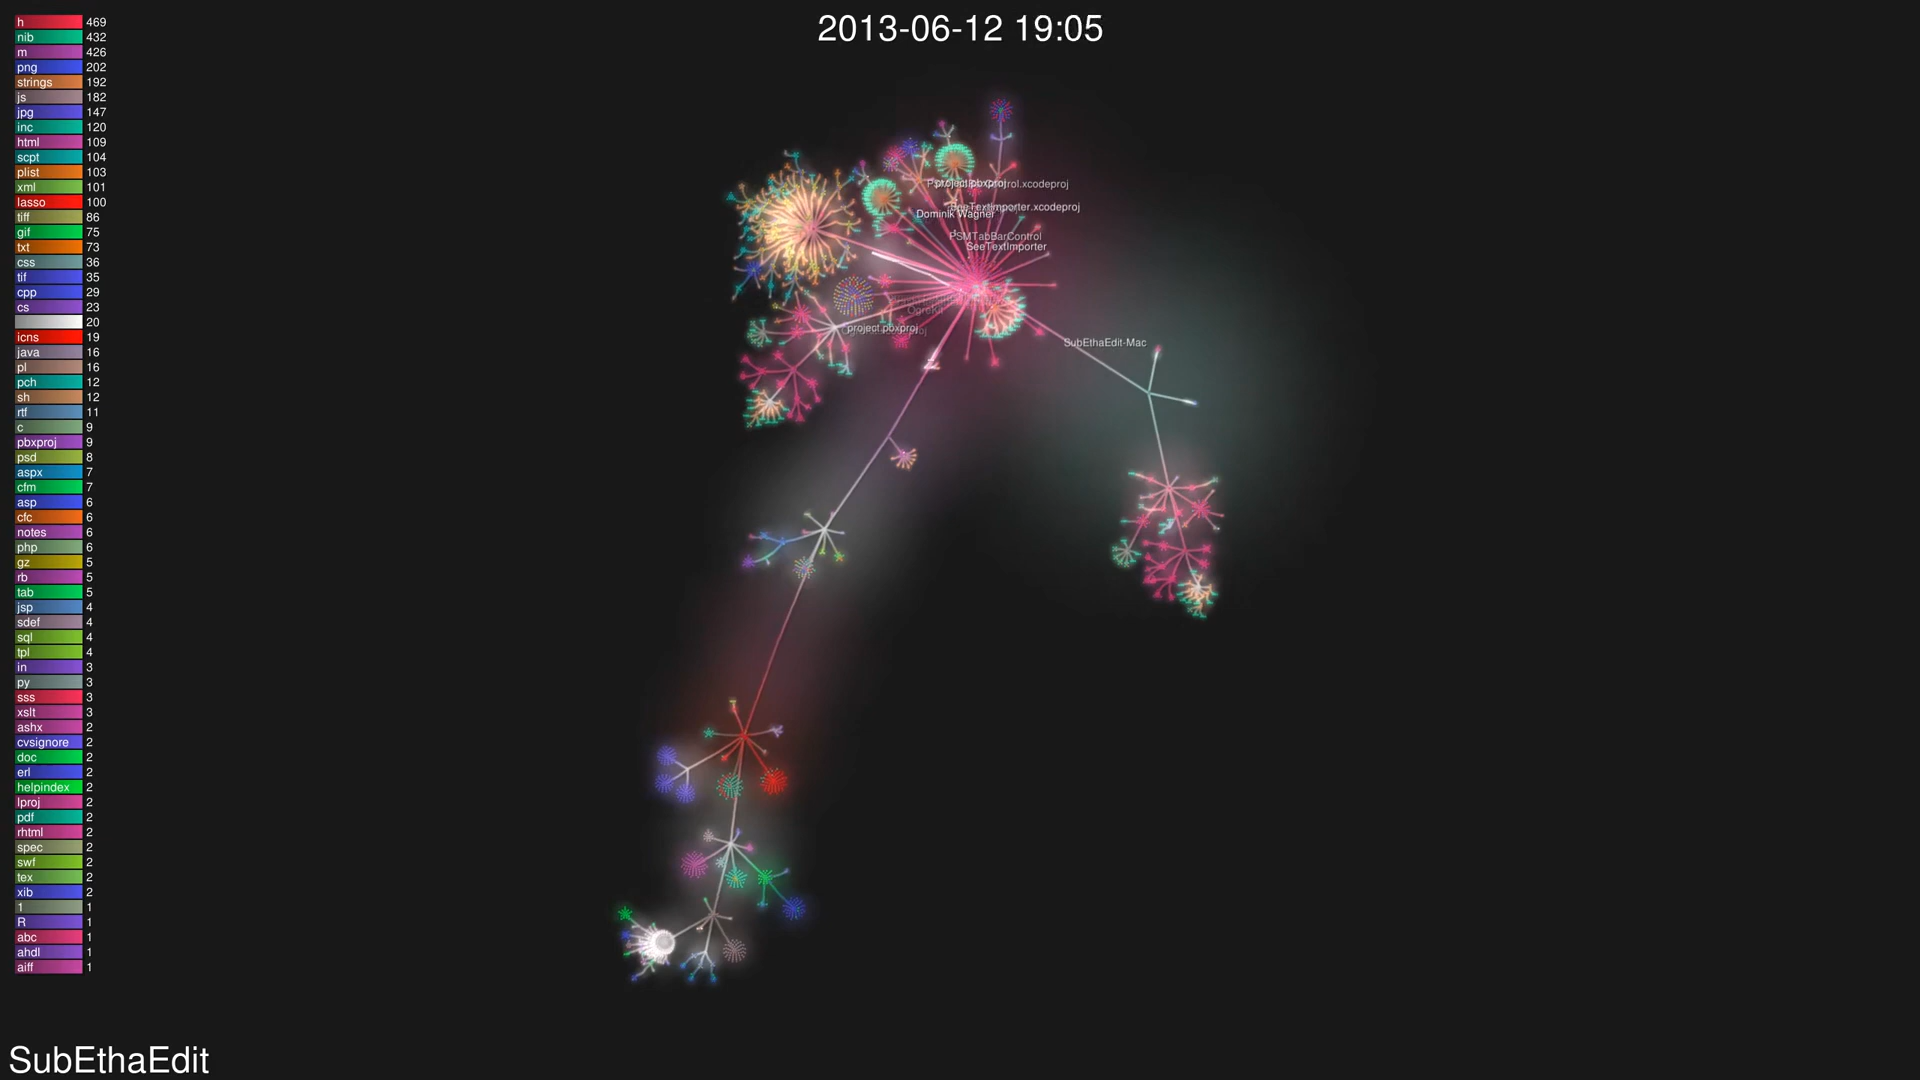 2013-06-12 19:05
h 469
nib 432
m 426
png 202
strings 192
js 182
jpg 147
inc 120
html 109
scpt 104
plist 103
xml 101
lasso 100
tiff 86
gif 75
txt 73
css 36
tif 35
cpp 29
cs 23
20
icns 19
java 16
pl 16
pch 12
sh 12
rtf 11
c 9
pbxproj 9
psd 8
aspx 7
cfm 7
asp 6
cfc 6
notes 6
php 6
gz 5
rb 5
tab 5
jsp 4
sdef 4
sql 4
tpl 4
in 3
py 3
sss 3
xslt 3
ashx 2
cvsignore 2
doc 2
erl 2
helpindex 2
lproj 2
pdf 2
rhtml 2
spec 2
swf 2
tex 2
xib 2
1 1
R 1
abc 1
ahdl 1
aiff 1
project.pbxproj
SeeTextImporter.xcodeproj
Dominik Wagner
PSMTabBarControl
SeeTextImporter
OgreKit
project.pbxproj
SubEthaEdit-Mac
SubEthaEdit